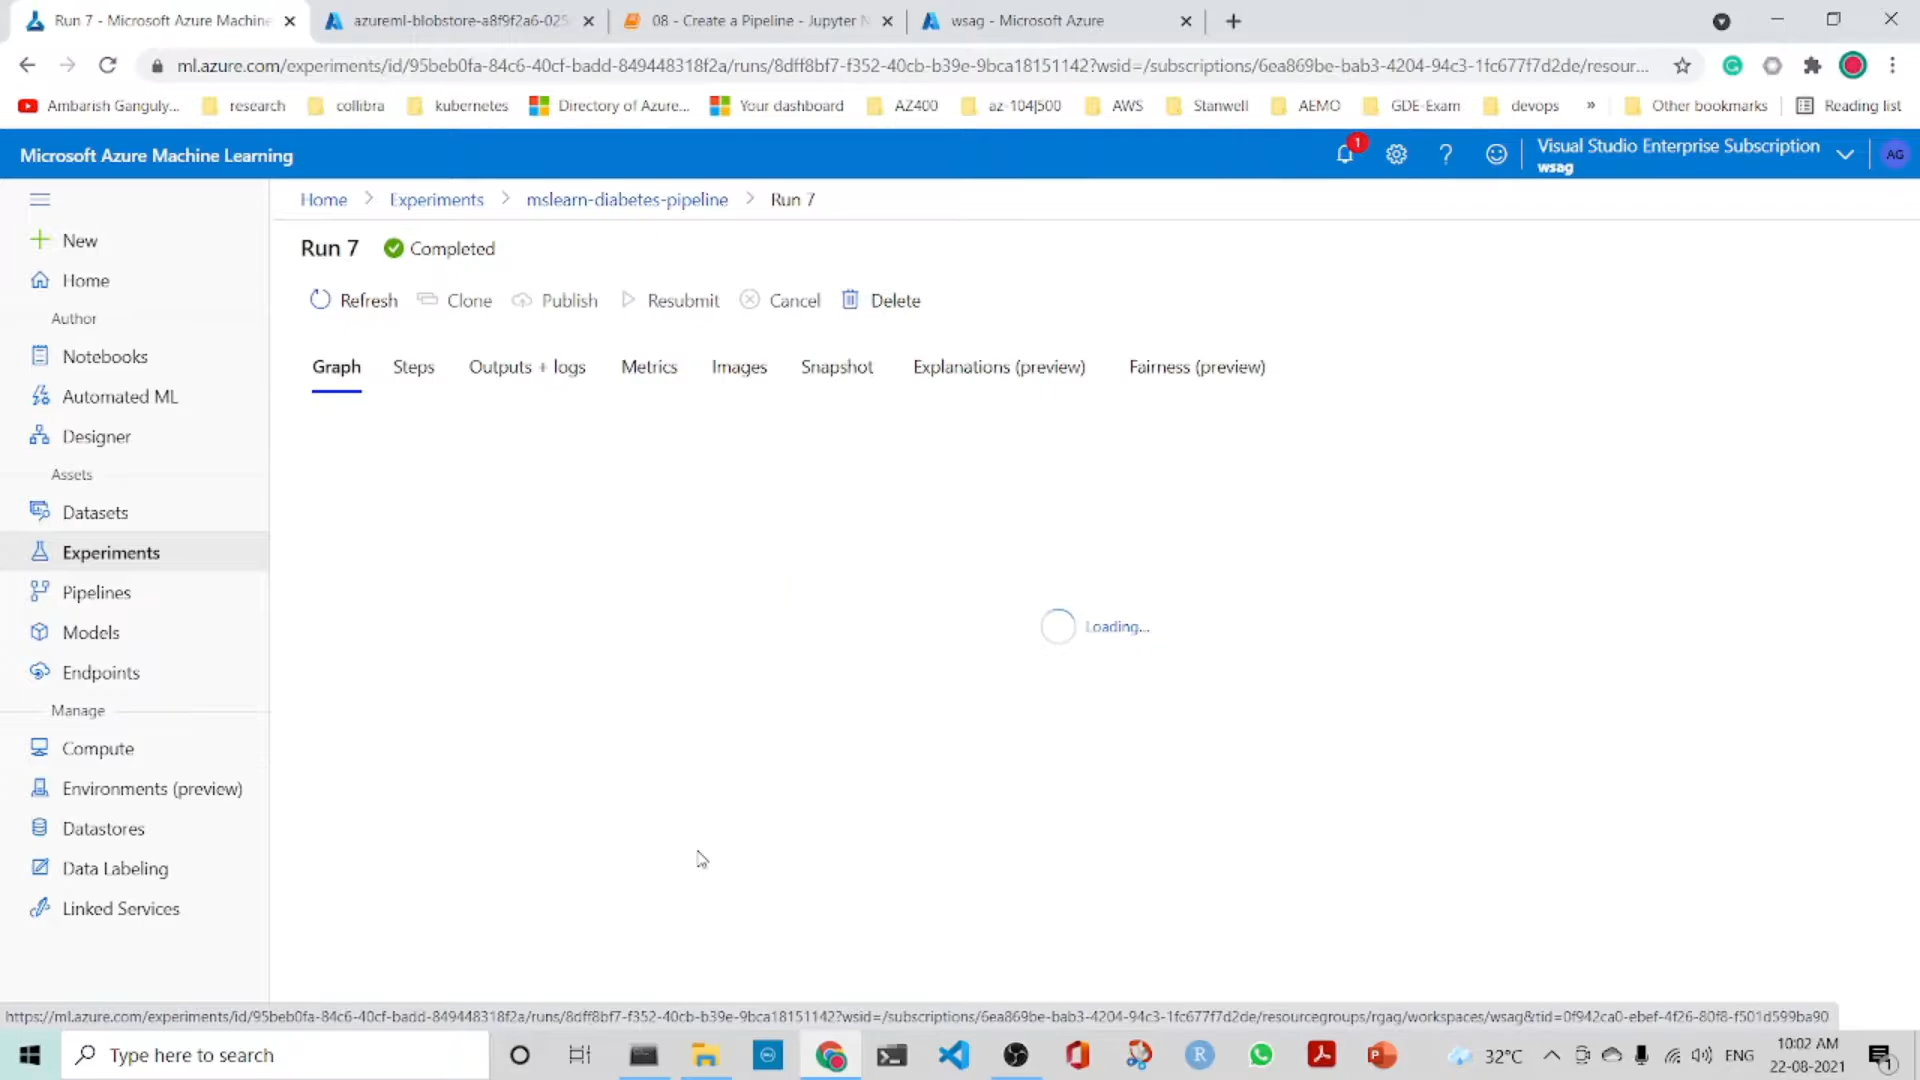 Run 7 - Microsoft Azure Machine
azureml-blobstore-a8f9f2a6-025
08 - Create a Pipeline - Jupyter N
wsag - Microsoft Azure
ml.azure.com/experiments/id/95beb0fa-84c6-40cf-badd-849448318f2a/runs/8dff8bf7-f352-40cb-b39e-9bca18151142?wsid=/subscriptions/6ea869be-bab3-4204-94c3-1fc677f7d2de/resour...
Ambarish Ganguly... research collibra kubernetes Directory of Azure... Your dashboard AZ400 az-104|500 AWS Stanwell AEMO GDE-Exam devops » Other bookmarks Reading list
Microsoft Azure Machine Learning
1
Visual Studio Enterprise Subscription
wsag
AG
Home > Experiments > mslearn-diabetes-pipeline > Run 7
Run 7 Completed
Refresh Clone Publish Resubmit Cancel Delete
Graph Steps Outputs + logs Metrics Images Snapshot Explanations (preview) Fairness (preview)
Loading...
New
Home
Author
Notebooks
Automated ML
Designer
Assets
Datasets
Experiments
Pipelines
Models
Endpoints
Manage
Compute
Environments (preview)
Datastores
Data Labeling
Linked Services
https://ml.azure.com/experiments/id/95beb0fa-84c6-40cf-badd-849448318f2a/runs/8dff8bf7-f352-40cb-b39e-9bca18151142?wsid=/subscriptions/6ea869be-bab3-4204-94c3-1fc677f7d2de/resourcegroups/rgag/workspaces/wsag&tid=0f942ca0-ebef-4f26-80f8-f501d599ba90
Type here to search
32°C
ENG
10:02 AM
22-08-2021
1